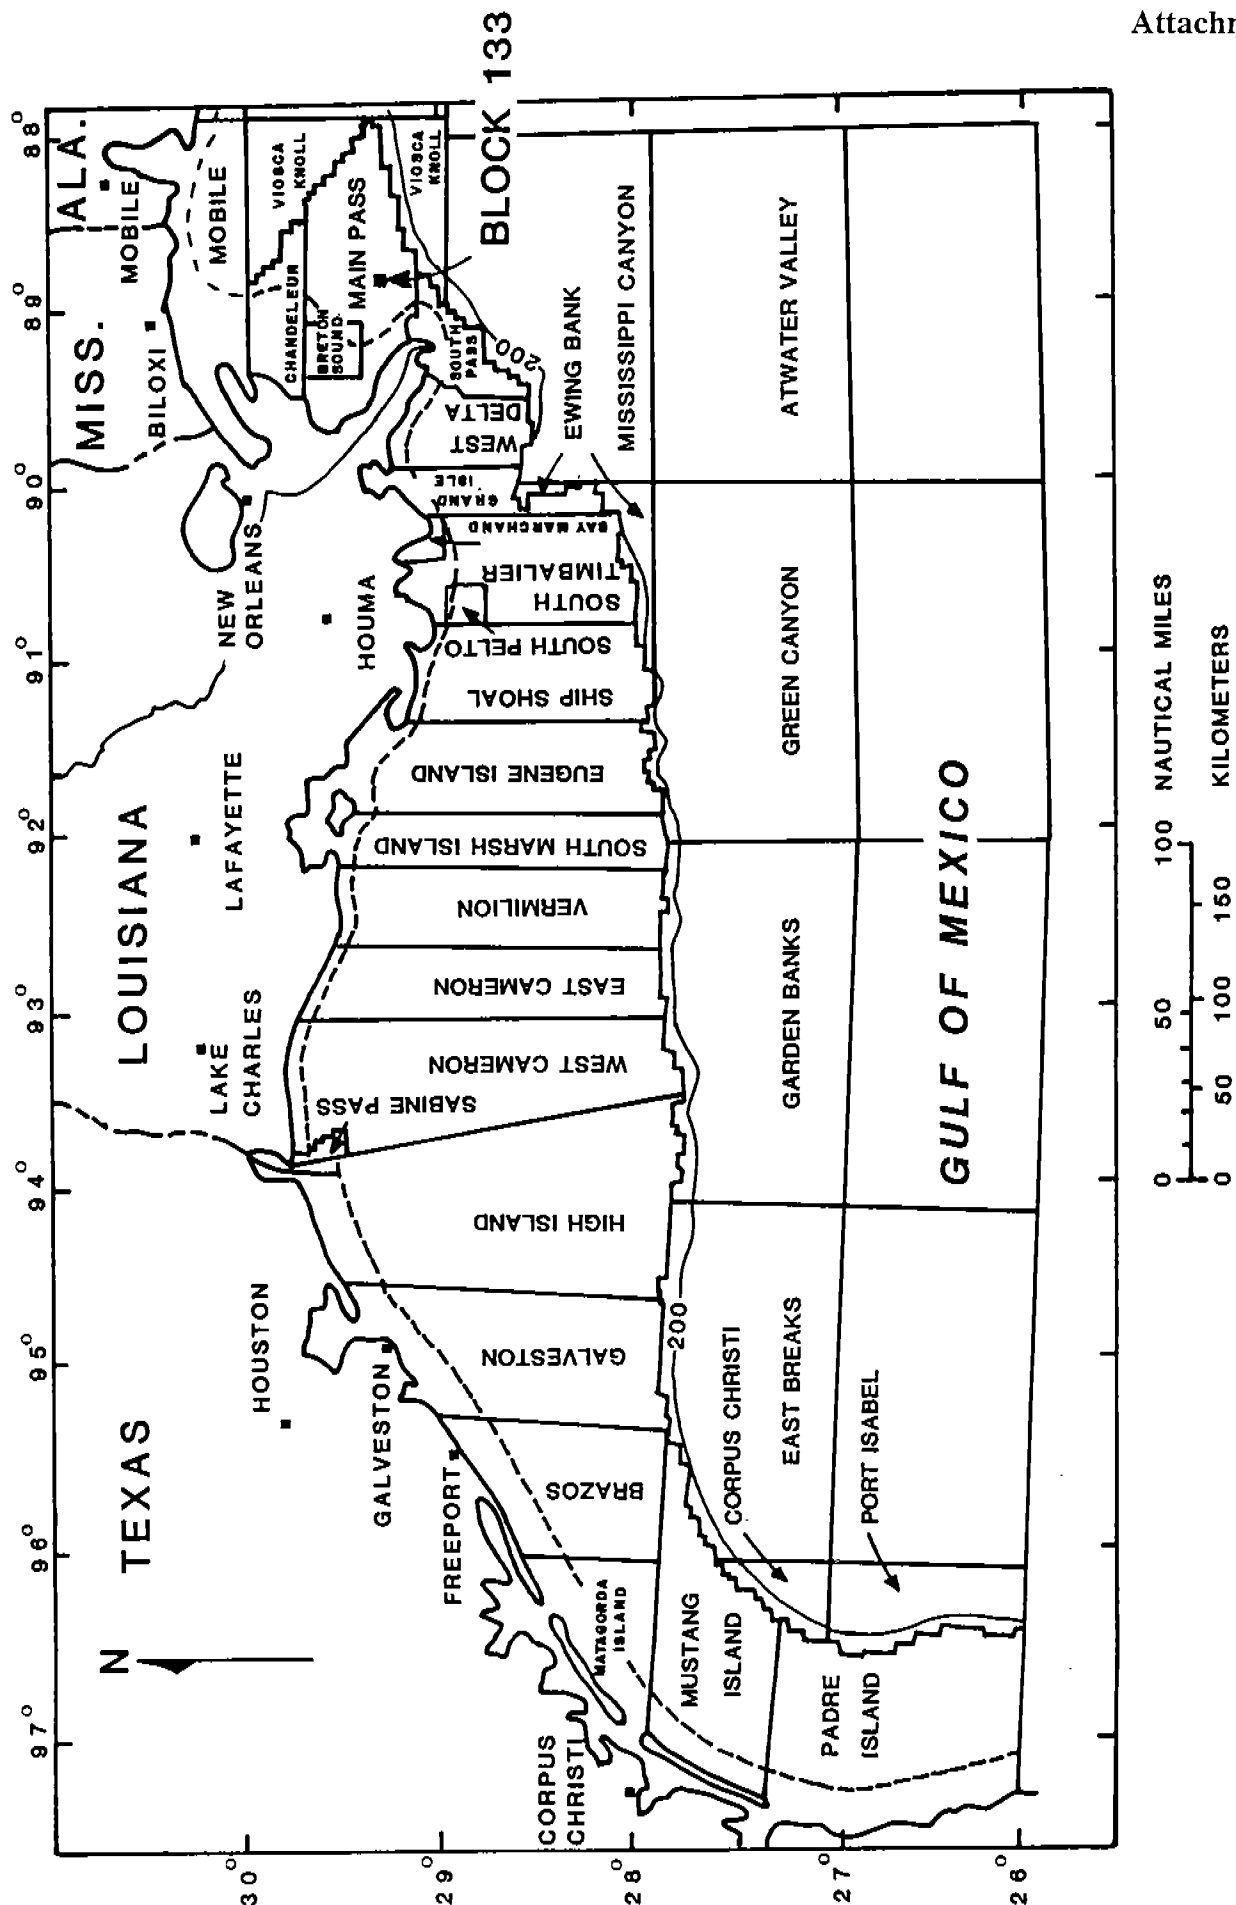 Attachr
88°
89°
90°
91°
92°
93°
94°
95°
96°
97°
30°
29°
28°
27°
26°
N
TEXAS
LOUISIANA
MISS.
ALA.
HOUSTON
GALVESTON
FREEPORT
CORPUS
CHRISTI
LAKE
CHARLES
LAFAYETTE
NEW
ORLEANS
HOUMA
BILOXI
MOBILE
MOBILE
VIOSCA
KNOLL
CHANDELEUR
BRETON
SOUND
MAIN PASS
VIOSCA
KNOLL
BLOCK 133
SOUTH
PASS
200
WEST
DELTA
GRAND
ISLE
BAY MARCHAND
SOUTH
TIMBALIER
SOUTH PELTO
SHIP SHOAL
EUGENE ISLAND
SOUTH MARSH ISLAND
VERMILION
EAST CAMERON
WEST CAMERON
SABINE PASS
HIGH ISLAND
GALVESTON
BRAZOS
MATAGORDA
ISLAND
MUSTANG
ISLAND
PADRE
ISLAND
200
CORPUS CHRISTI
PORT ISABEL
EAST BREAKS
GARDEN BANKS
GREEN CANYON
EWING BANK
MISSISSIPPI CANYON
ATWATER VALLEY
GULF OF MEXICO
0 50 100 NAUTICAL MILES
0 50 100 150 KILOMETERS